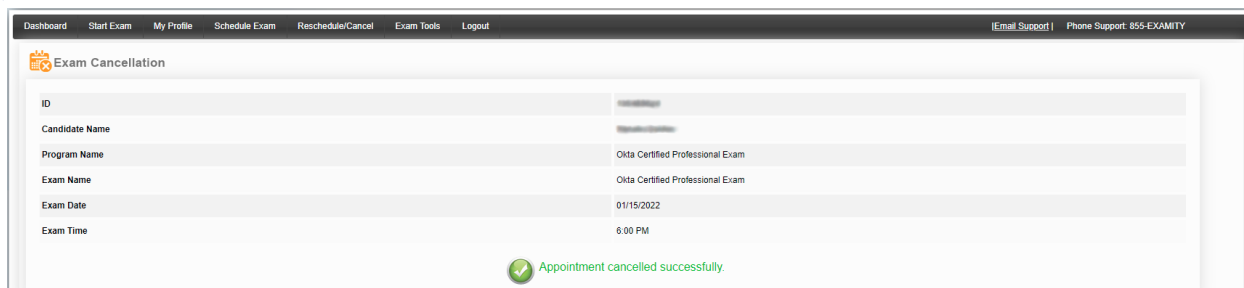 Dashboard Start Exam My Profile Schedule Exam Reschedule/Cancel Exam Tools Logout |Email Support| Phone Support: 855-EXAMITY
Exam Cancellation
ID
Candidate Name
Program Name Okta Certified Professional Exam
Exam Name Okta Certified Professional Exam
Exam Date 01/15/2022
Exam Time 6:00 PM
Appointment cancelled successfully.